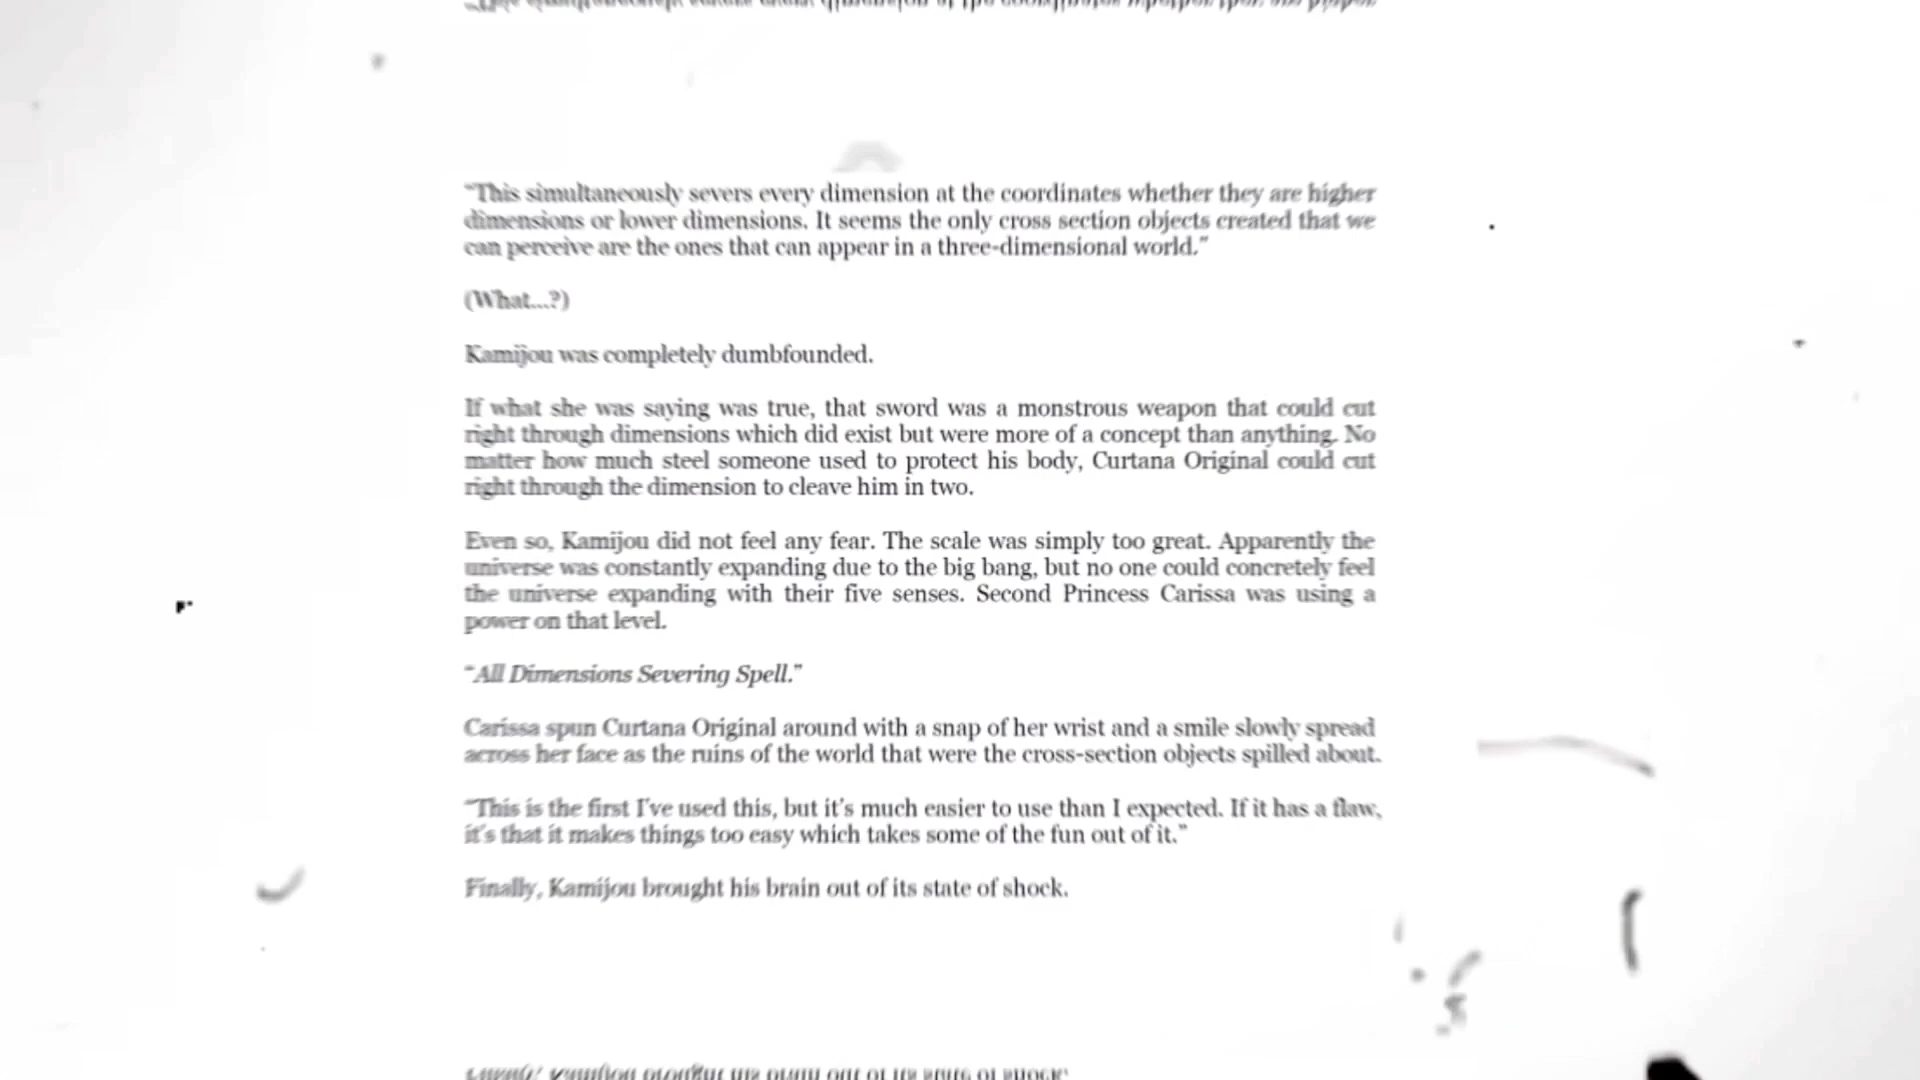 “This simultaneously severs every dimension at the coordinates whether they are higher
dimensions or lower dimensions. It seems the only cross section objects created that we
can perceive are the ones that can appear in a three-dimensional world.”
(What...?)
Kamijou was completely dumbfounded.
If what she was saying was true, that sword was a monstrous weapon that could cut
right through dimensions which did exist but were more of a concept than anything. No
matter how much steel someone used to protect his body, Curtana Original could cut
right through the dimension to cleave him in two.
Even so, Kamijou did not feel any fear. The scale was simply too great. Apparently the
universe was constantly expanding due to the big bang, but no one could concretely feel
the universe expanding with their five senses. Second Princess Carissa was using a
power on that level.
“All Dimensions Severing Spell.”
Carissa spun Curtana Original around with a snap of her wrist and a smile slowly spread
across her face as the ruins of the world that were the cross-section objects spilled about.
“This is the first I’ve used this, but it’s much easier to use than I expected. If it has a flaw,
it’s that it makes things too easy which takes some of the fun out of it.”
Finally, Kamijou brought his brain out of its state of shock.